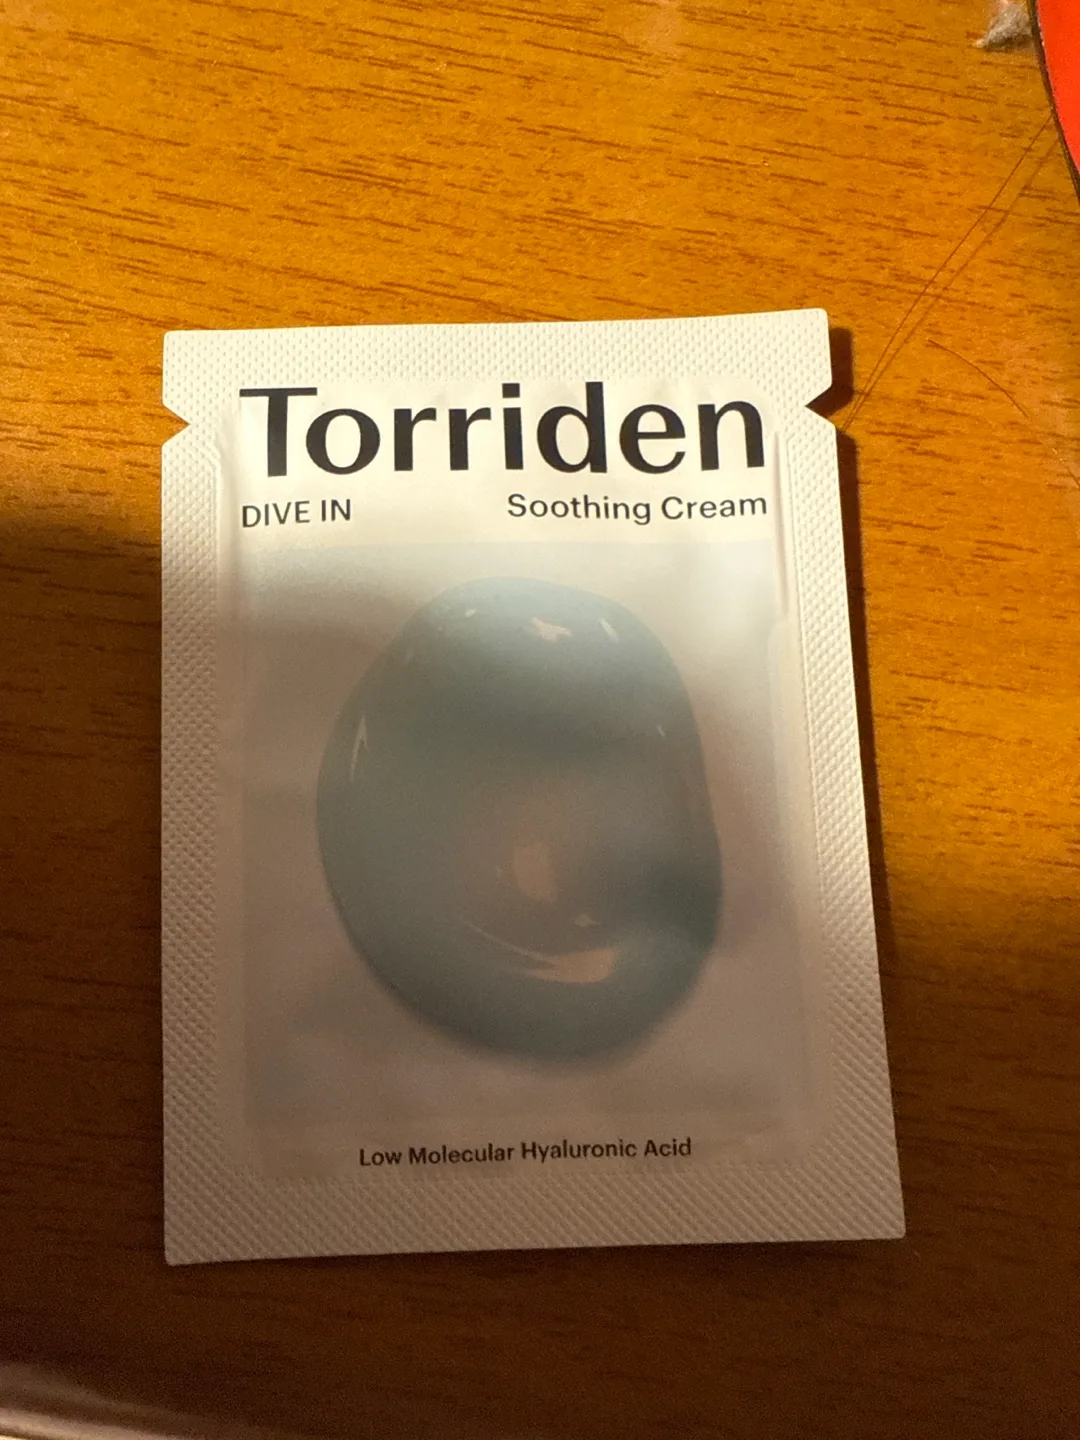 Torriden
DIVE IN Soothing Cream
Low Molecular Hyaluronic Acid